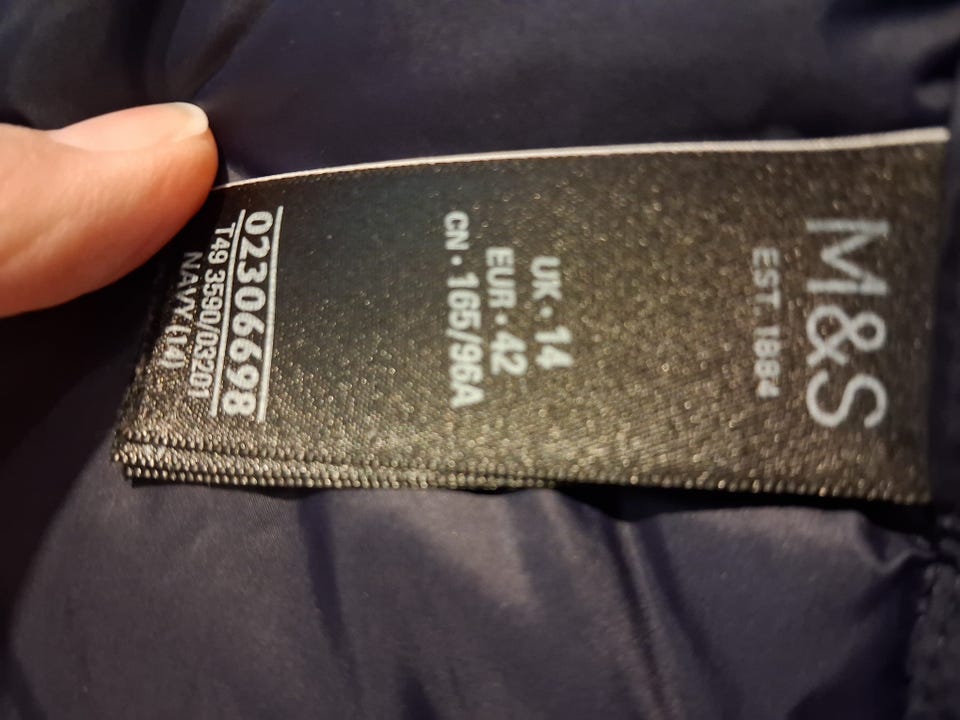 M&S
EST. 1884
UK • 14
EUR • 42
CN • 165/96A
02306698
T49 3590/03201
NAVY (14)